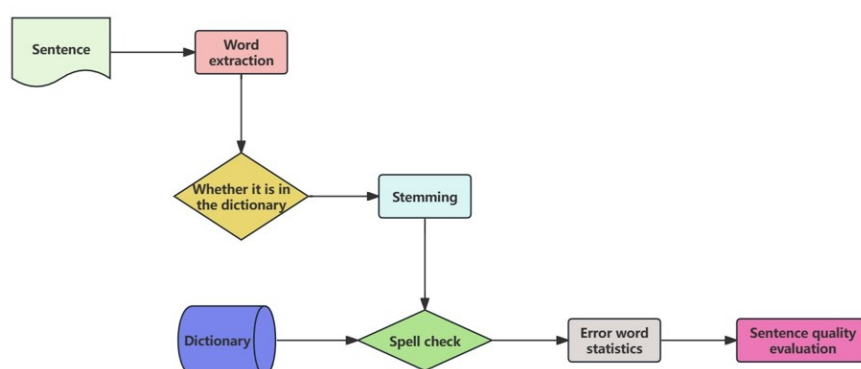 Sentence
Word
extraction
Whether it is in
the dictionary
Stemming
Dictionary
Spell check
Error word
statistics
Sentence quality
evaluation